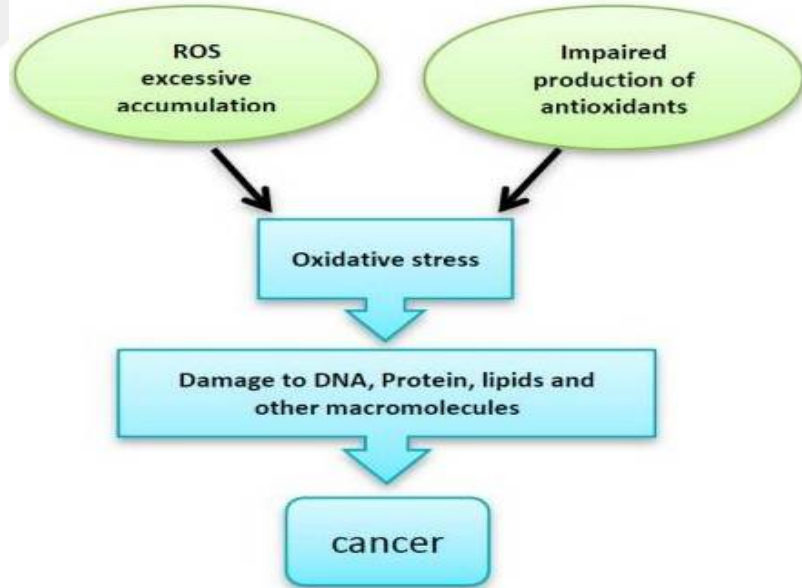 ROS
excessive
accumulation
Impaired
production of
antioxidants
Oxidative stress
Damage to DNA, Protein, lipids and
other macromolecules
cancer